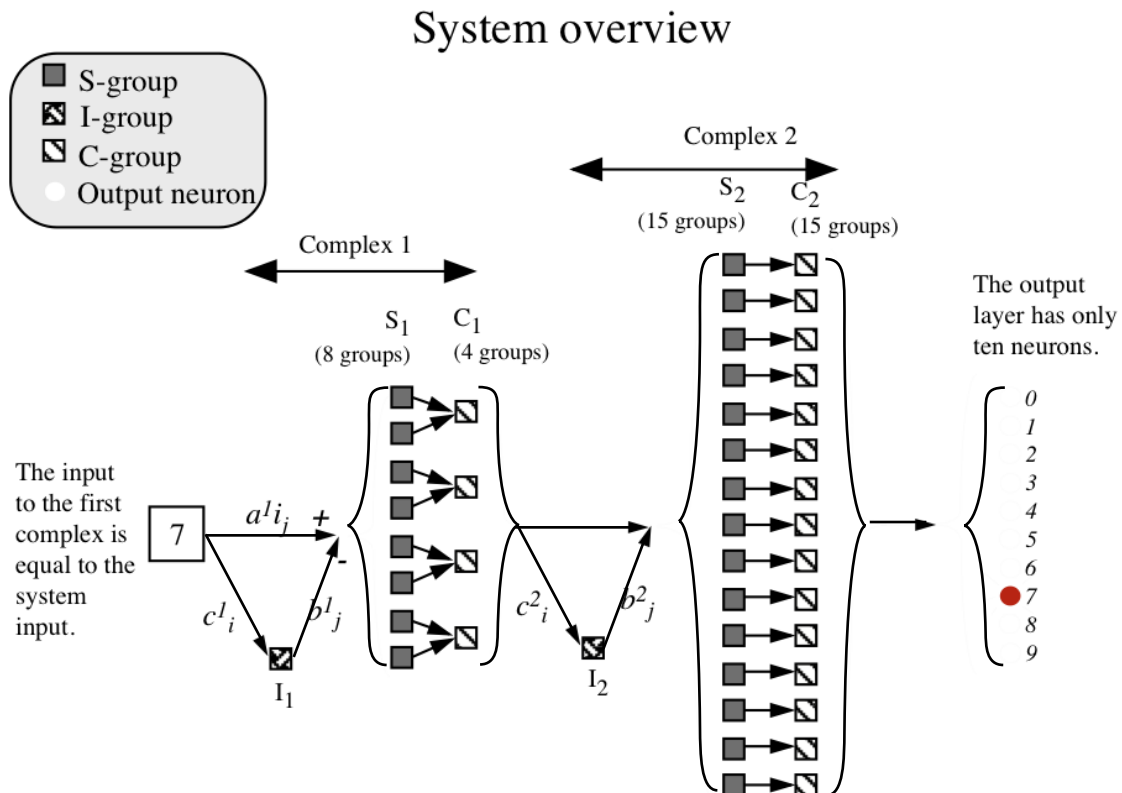 System overview
S-group
I-group
C-group
Output neuron
Complex 2
S2
C2
(15 groups)
(15 groups)
Complex 1
S1
C1
(8 groups)
(4 groups)
The output
layer has only
ten neurons.
0
1
2
3
4
5
6
7
8
9
The input
to the first
complex is
equal to the
system
input.
7
a¹ij
+
-
c¹i
b¹j
I1
c²i
b²j
I2